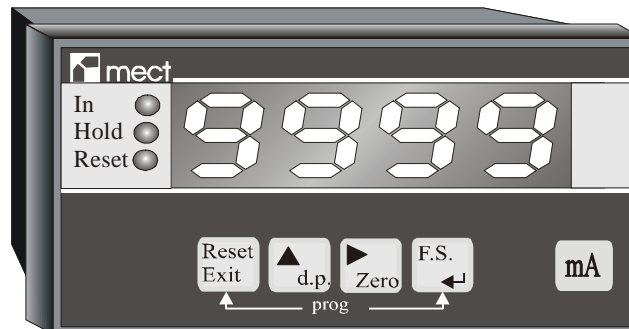 mect
In
Hold
Reset
9999
Reset
Exit
d.p.
Zero
F.S.
mA
prog